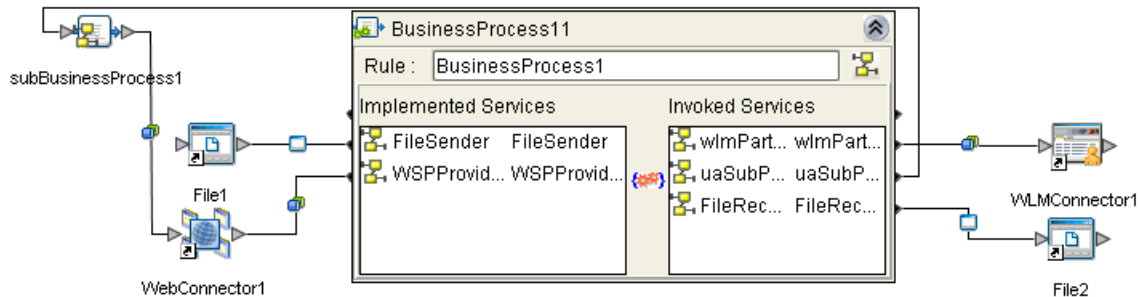 BusinessProcess11
subBusinessProcess1
Rule : BusinessProcess1
Implemented Services Invoked Services
FileSender FileSender wlmPart... wlmPart...
WSPProvid... WSPProvid... uaSubP... uaSubP...
FileRec... FileRec...
File1
WLMConnector1
WebConnector1
File2